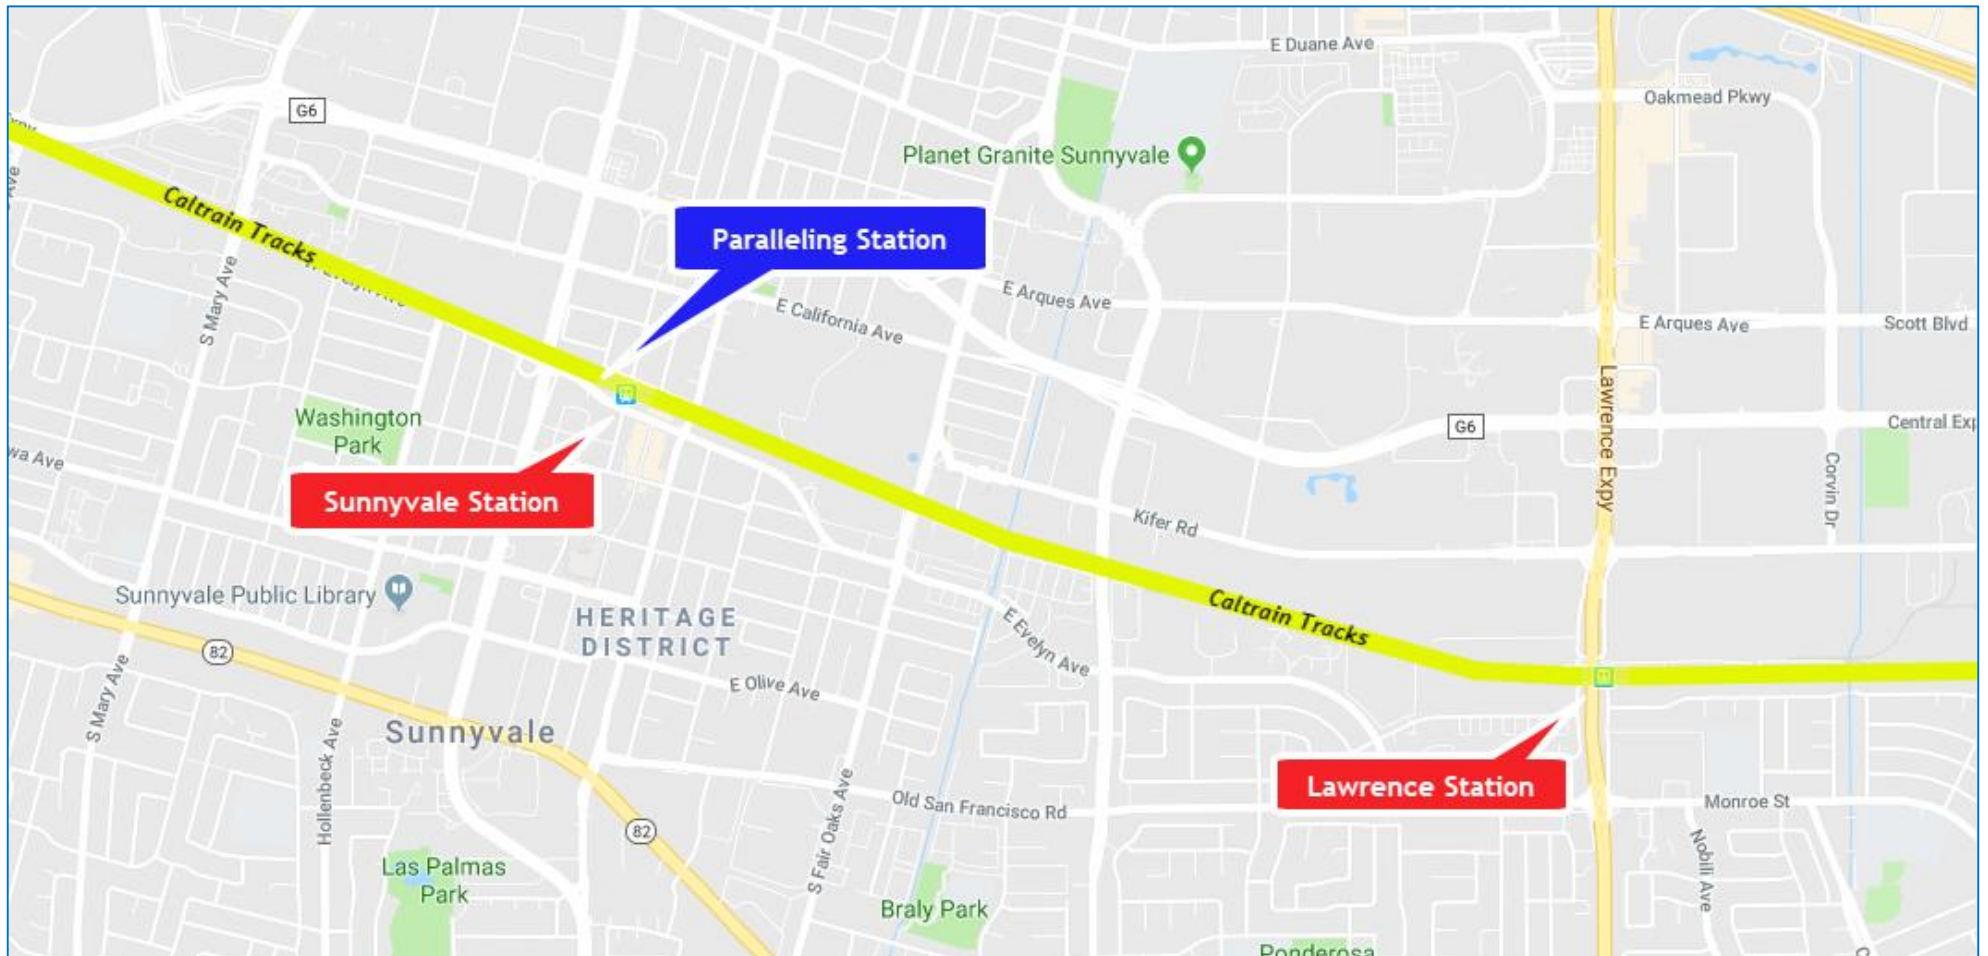 E Duane Ave
Oakmead Pkwy
G6
Planet Granite Sunnyvale
Caltrain Tracks
Paralleling Station
S Mary Ave
E Arques Ave
E California Ave
E Arques Ave
Scott Blvd
Lawrence Expy
Washington
Park
G6
Central Exp
Corvin Dr
Sunnyvale Station
Kifer Rd
Sunnyvale Public Library
HERITAGE
DISTRICT
Caltrain Tracks
E Evelyn Ave
82
E Olive Ave
S Mary Ave
Sunnyvale
Hollenbeck Ave
Lawrence Station
Old San Francisco Rd
Monroe St
S Fair Oaks Ave
82
Nobili Ave
Las Palmas
Park
Braly Park
Ponderosa